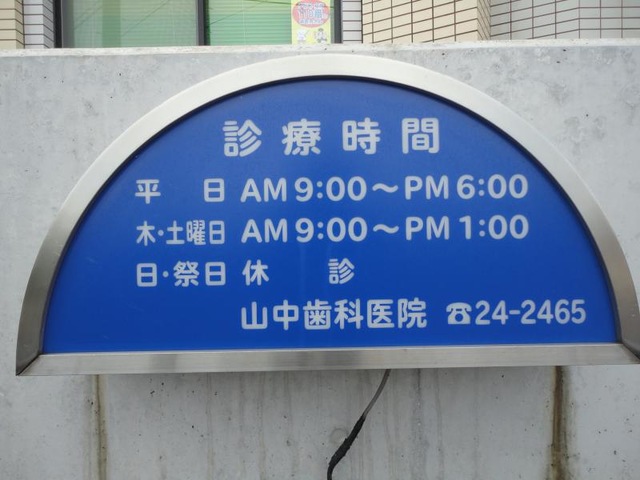 診療時間
平 日 AM 9:00～PM 6:00
木・土曜日 AM 9:00～PM 1:00
日・祭日 休 診
山中歯科医院 ☎24-2465